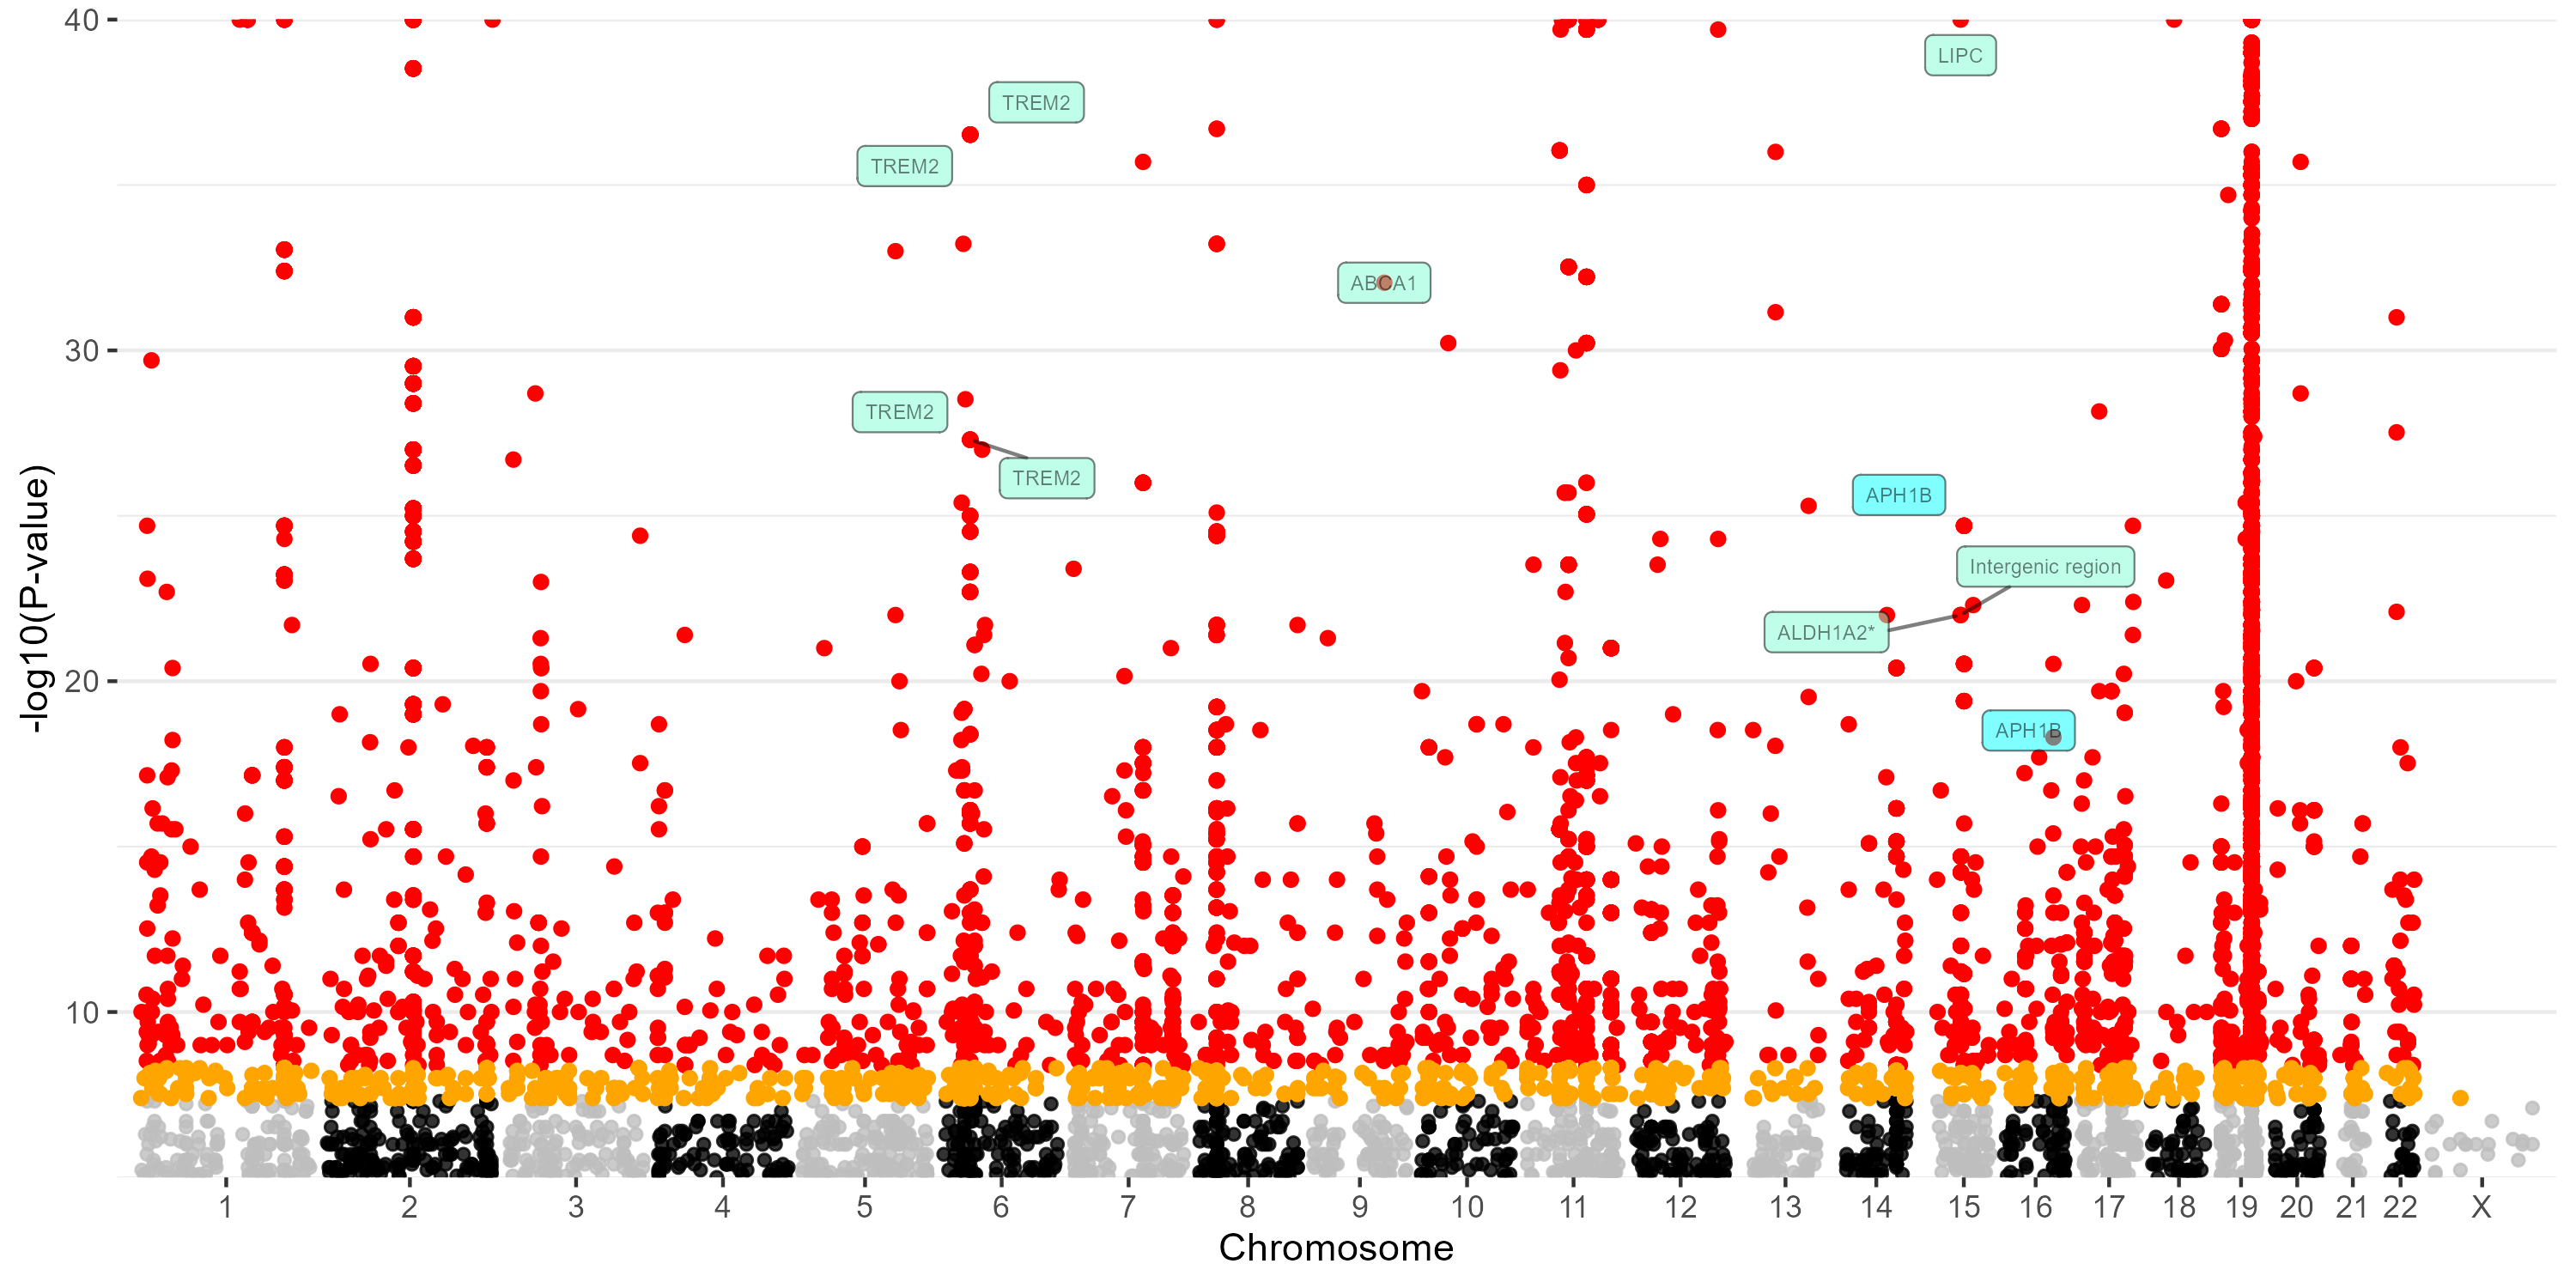 40
LIPC
TREM2
TREM2
ABCA1
30
TREM2
TREM2
APH1B
Intergenic region
ALDH1A2*
20
APH1B
10
-log10(P-value)
1 2 3 4 5 6 7 8 9 10 11 12 13 14 15 16 17 18 19 20 21 22 X
Chromosome